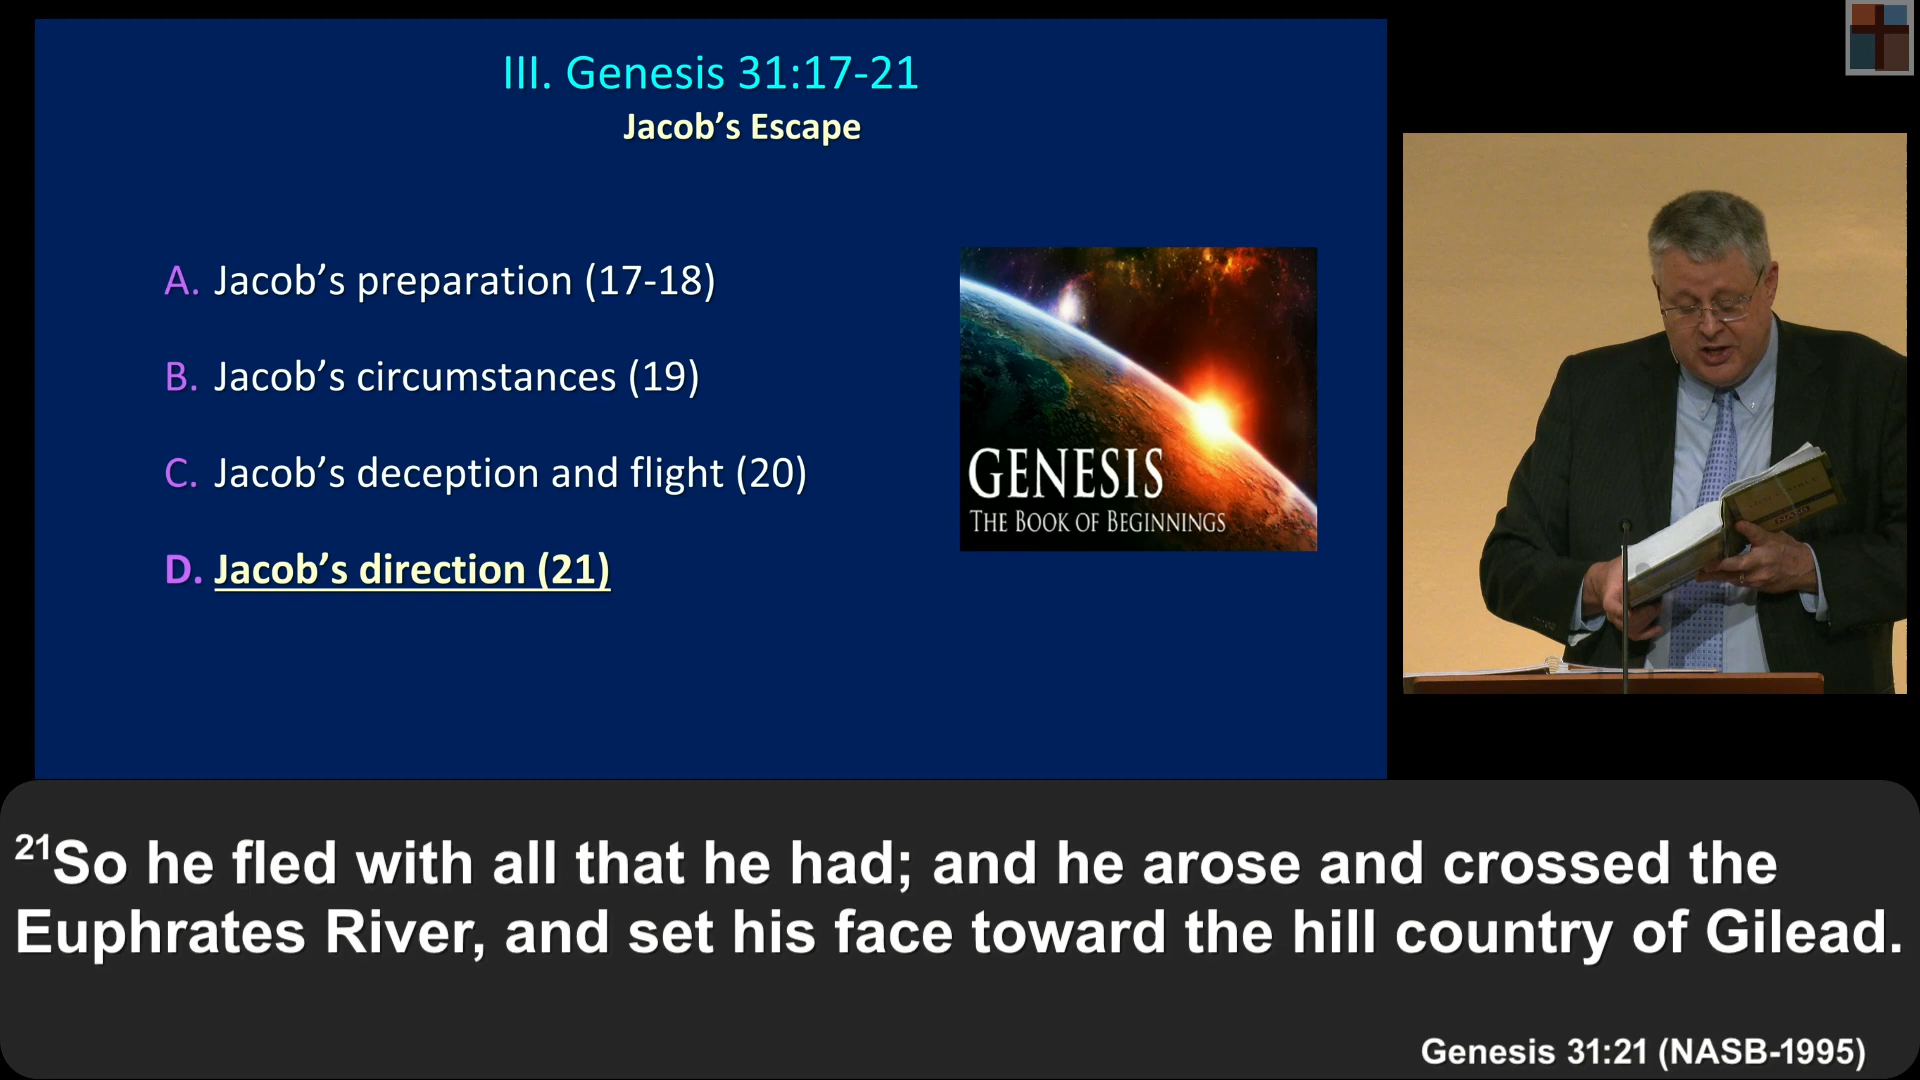 III. Genesis 31:17-21
Jacob’s Escape
A. Jacob’s preparation (17-18)
B. Jacob’s circumstances (19)
C. Jacob’s deception and flight (20)
D. Jacob’s direction (21)
GENESIS
THE BOOK OF BEGINNINGS
NASB
21So he fled with all that he had; and he arose and crossed the
Euphrates River, and set his face toward the hill country of Gilead.
Genesis 31:21 (NASB-1995)